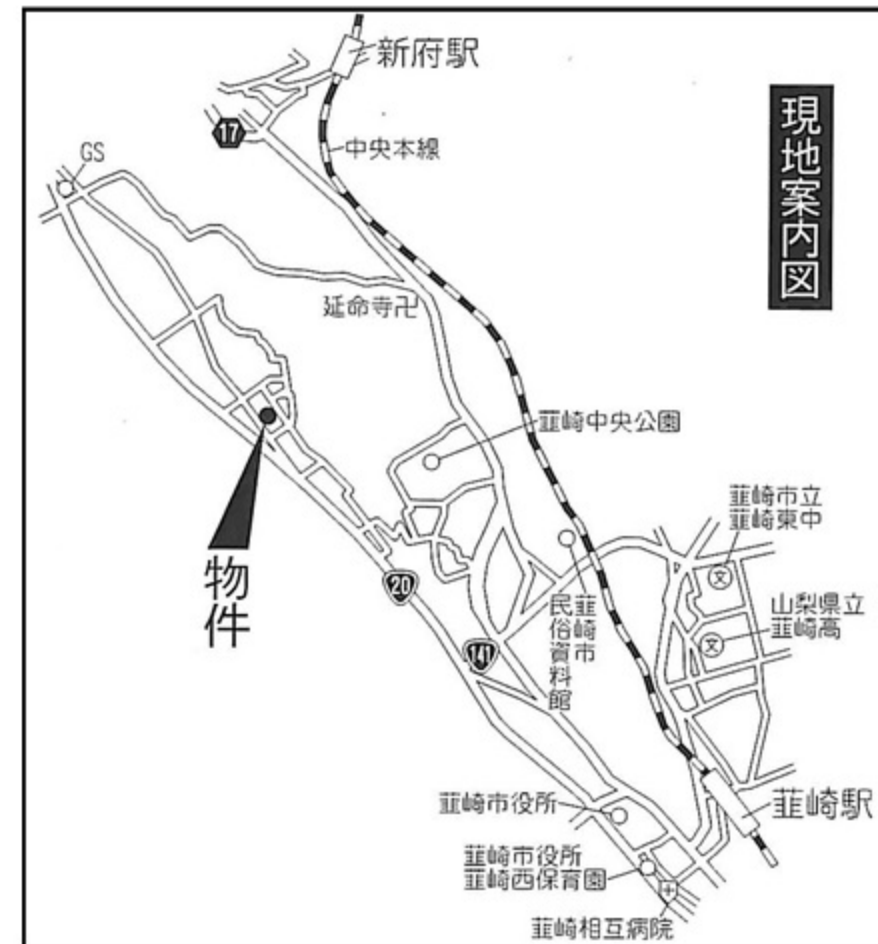 新府駅
現地案内図
17
中央本線
GS
延命寺卍
韮崎中央公園
韮崎市立
韮崎東中
文
20
物件
山梨県立
韮崎高
文
韮崎市
民俗資料館
141
韮崎駅
韮崎市役所
韮崎市役所
韮崎西保育園
韮崎相互病院